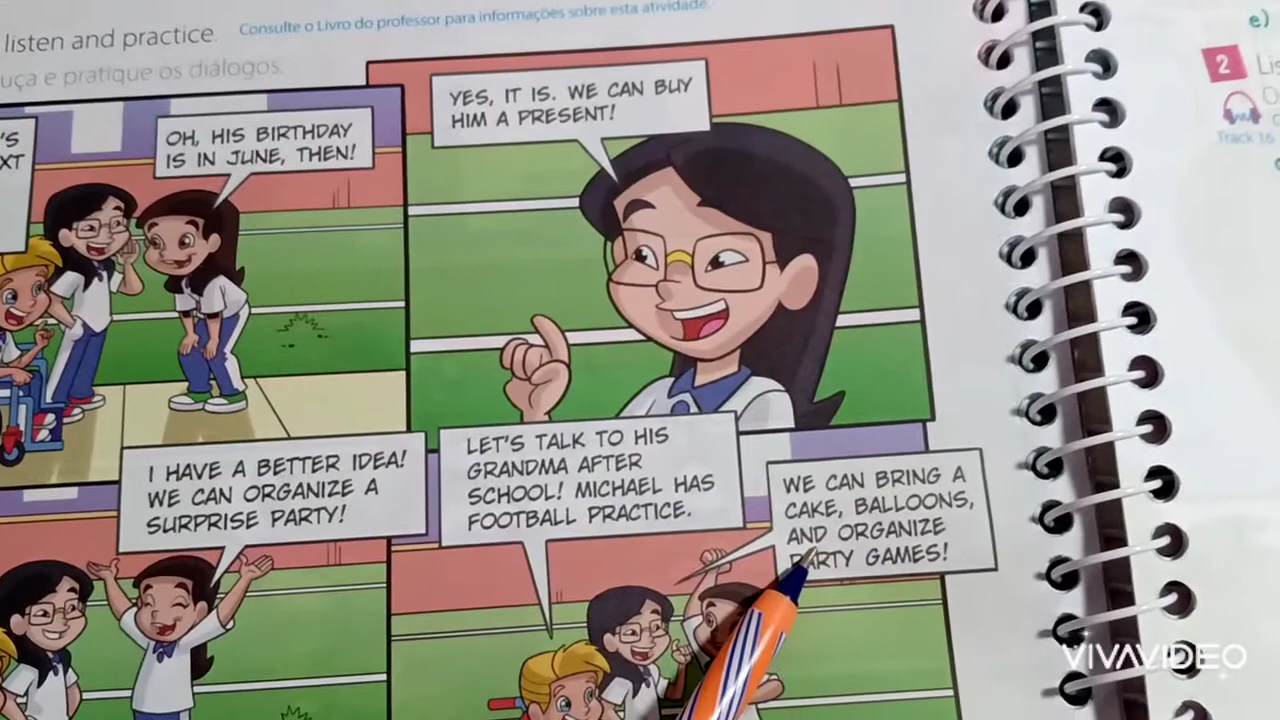 listen and practice. Consulte o Livro do professor para informações sobre esta atividade.
uça e pratique os diálogos.
'S
XT
OH, HIS BIRTHDAY
IS IN JUNE, THEN!
YES, IT IS. WE CAN BUY
HIM A PRESENT!
I HAVE A BETTER IDEA!
WE CAN ORGANIZE A
SURPRISE PARTY!
LET'S TALK TO HIS
GRANDMA AFTER
SCHOOL! MICHAEL HAS
FOOTBALL PRACTICE.
WE CAN BRING A
CAKE, BALLOONS,
AND ORGANIZE
PARTY GAMES!
e)
2 Lis
O
Track 16
VIVAVIDEO